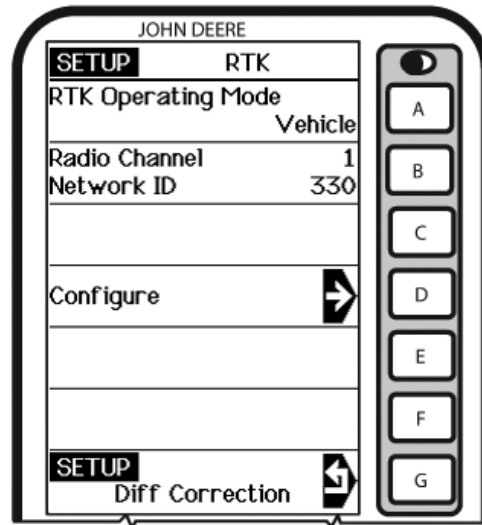 JOHN DEERE
SETUP RTK
RTK Operating Mode
Vehicle
Radio Channel 1
Network ID 330
Configure
SETUP
Diff Correction
A
B
C
D
E
F
G